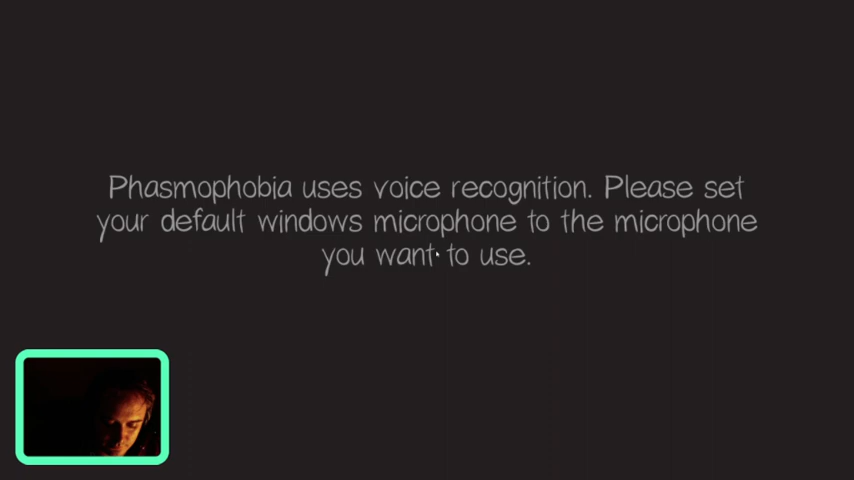 Phasmophobia uses voice recognition. Please set
your default windows microphone to the microphone
you want to use.